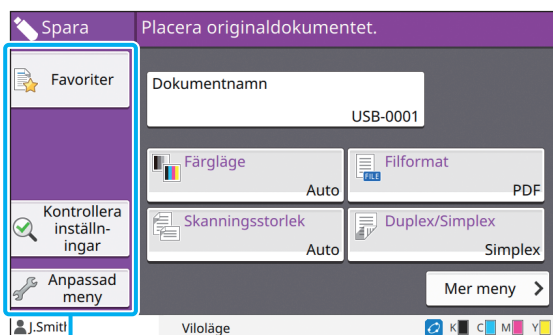 Spara
Placera originaldokumentet.
Favoriter
Kontrollera
inställn-
ingar
Anpassad
meny
Dokumentnamn
USB-0001
Färgläge
Auto
Filformat
FILE
PDF
Skanningsstorlek
Auto
Duplex/Simplex
Simplex
Mer meny
J.Smith
Viloläge
K C M Y